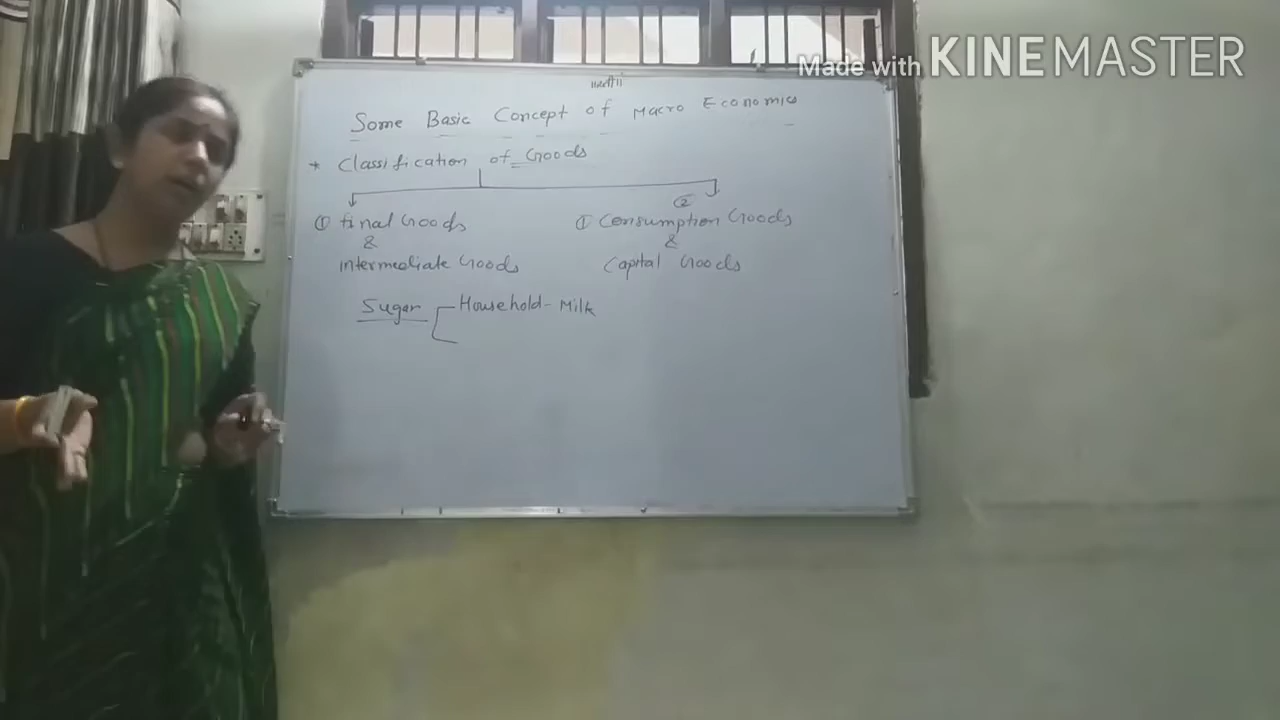 Made with KINEMASTER
Some Basic Concept of Macro Economics
* Classification of Goods
① Final Goods
&
Intermediate Goods
② 
① Consumption Goods
&
Capital Goods
Sugar
Household - Milk